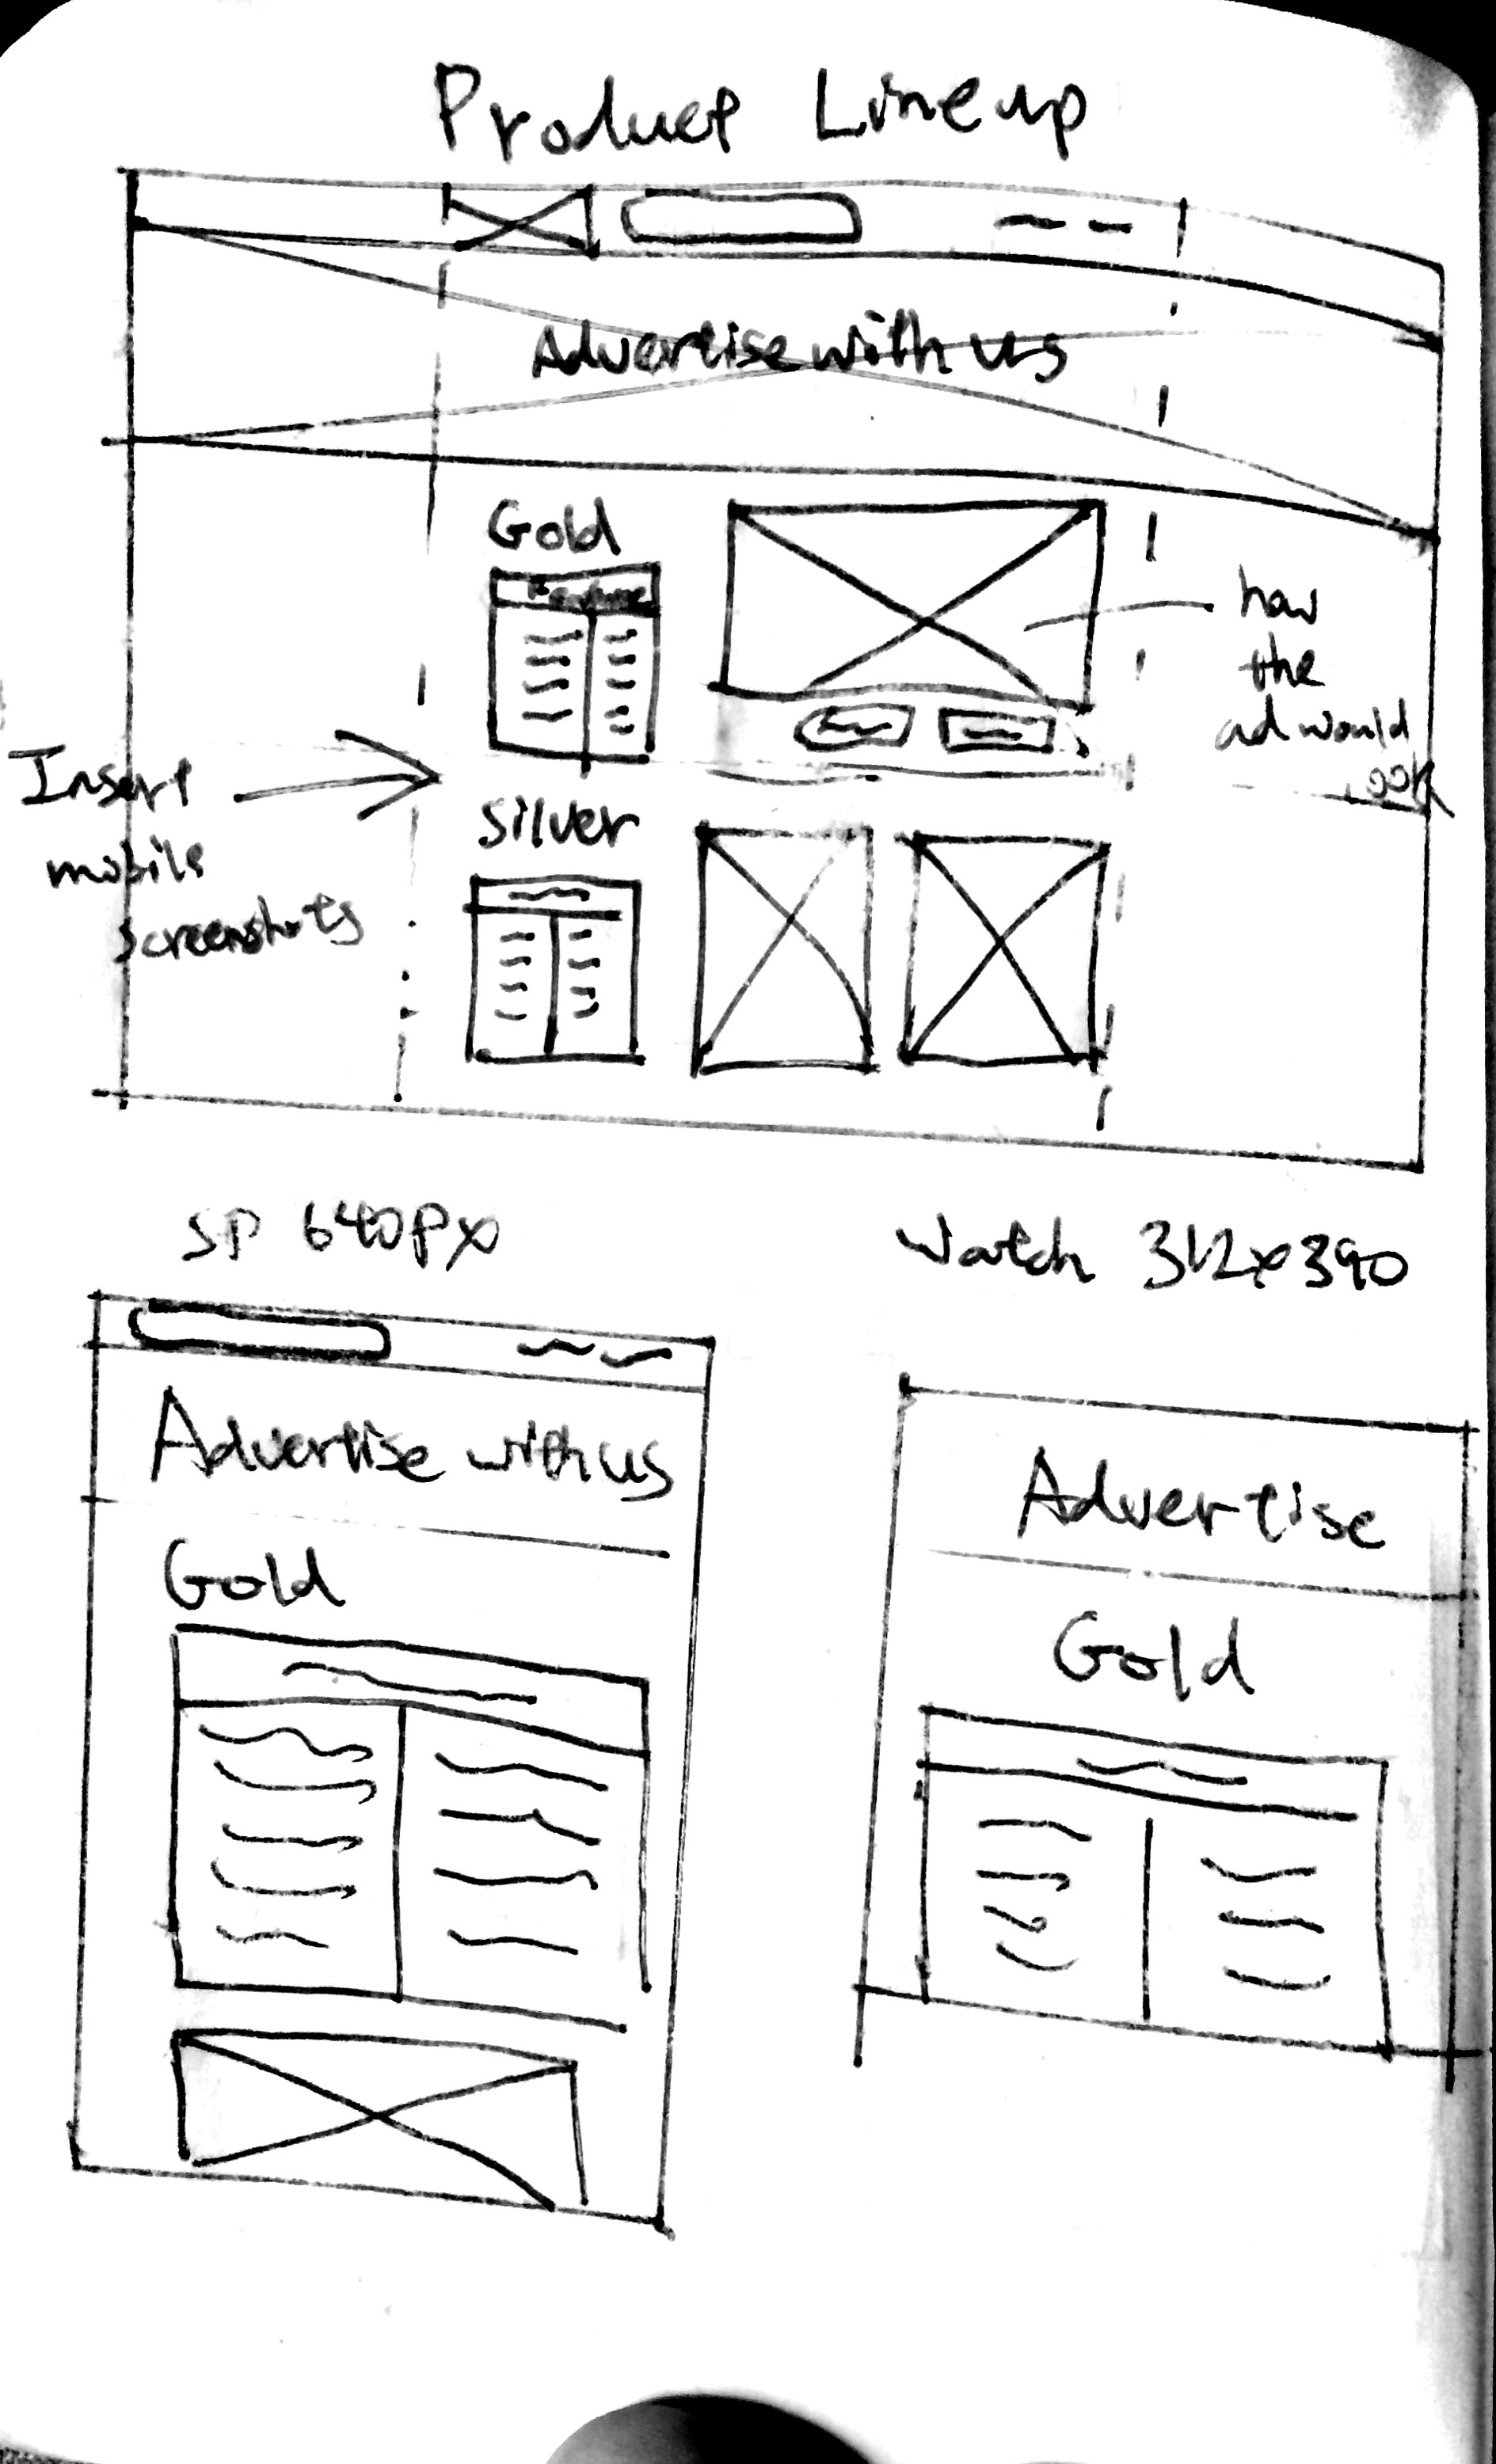 Product Lineup
Advertise with us
Gold
Feature
how
the
ad would
look
Insert
mobile
screenshots
Silver
SP 640px
Watch 312x390
Advertise with us
Gold
Advertise
Gold